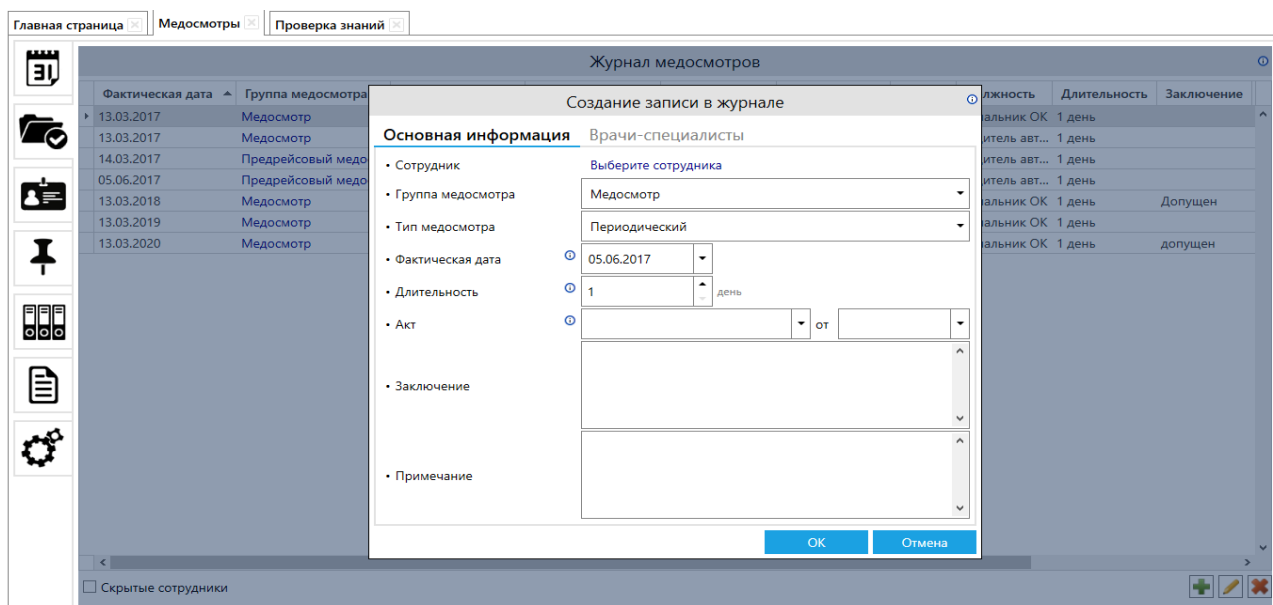 Главная страница Медосмотры Проверка знаний
Журнал медосмотров
Фактическая дата Группа медосмотра лжность Длительность Заключение
13.03.2017 Медосмотр альник ОК 1 день
13.03.2017 Медосмотр итель авт... 1 день
14.03.2017 Предрейсовый медо итель авт... 1 день
05.06.2017 Предрейсовый медо итель авт... 1 день
13.03.2018 Медосмотр альник ОК 1 день Допущен
13.03.2019 Медосмотр альник ОК 1 день
13.03.2020 Медосмотр альник ОК 1 день допущен
Создание записи в журнале
Основная информация Врачи-специалисты
• Сотрудник Выберите сотрудника
• Группа медосмотра Медосмотр
• Тип медосмотра Периодический
• Фактическая дата 05.06.2017
• Длительность 1 день
• Акт от
• Заключение
• Примечание
ОК Отмена
Скрытые сотрудники
31